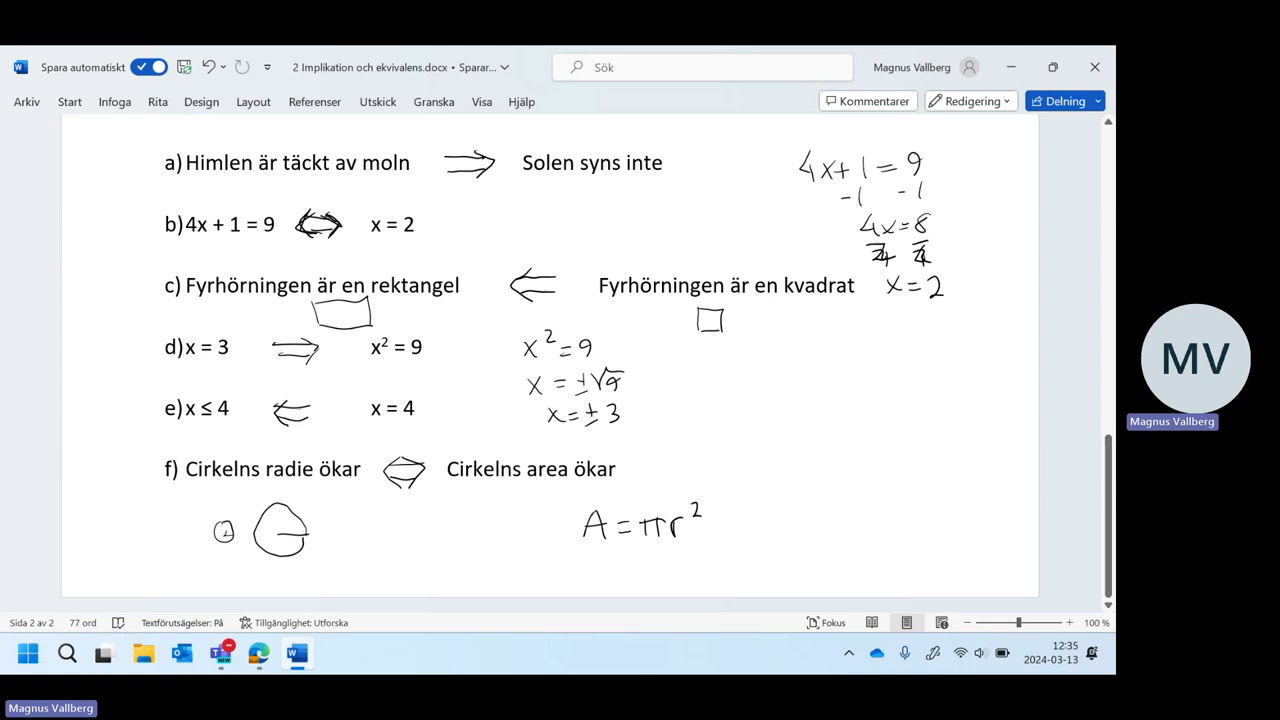 Spara automatiskt
2 Implikation och ekvivalens.docx • Sparar...
Sök
Magnus Vallberg
Arkiv Start Infoga Rita Design Layout Referenser Utskick Granska Visa Hjälp
Kommentarer Redigering Delning
a) Himlen är täckt av moln ⇒ Solen syns inte
4x+1=9
-1 -1
b) 4x + 1 = 9 ⇔ x = 2
4x=8
4 4
c) Fyrhörningen är en rektangel ⇐ Fyrhörningen är en kvadrat
x=2
d) x = 3 ⇒ x² = 9
x²=9
x=±√9
e) x ≤ 4 ⇐ x = 4
x=±3
f) Cirkelns radie ökar ⇔ Cirkelns area ökar
A=πr²
MV
Magnus Vallberg
Sida 2 av 2 77 ord Textförutsägelser: På Tillgänglighet: Utforska Fokus 100 %
NEW
12:35
2024-03-13
Magnus Vallberg